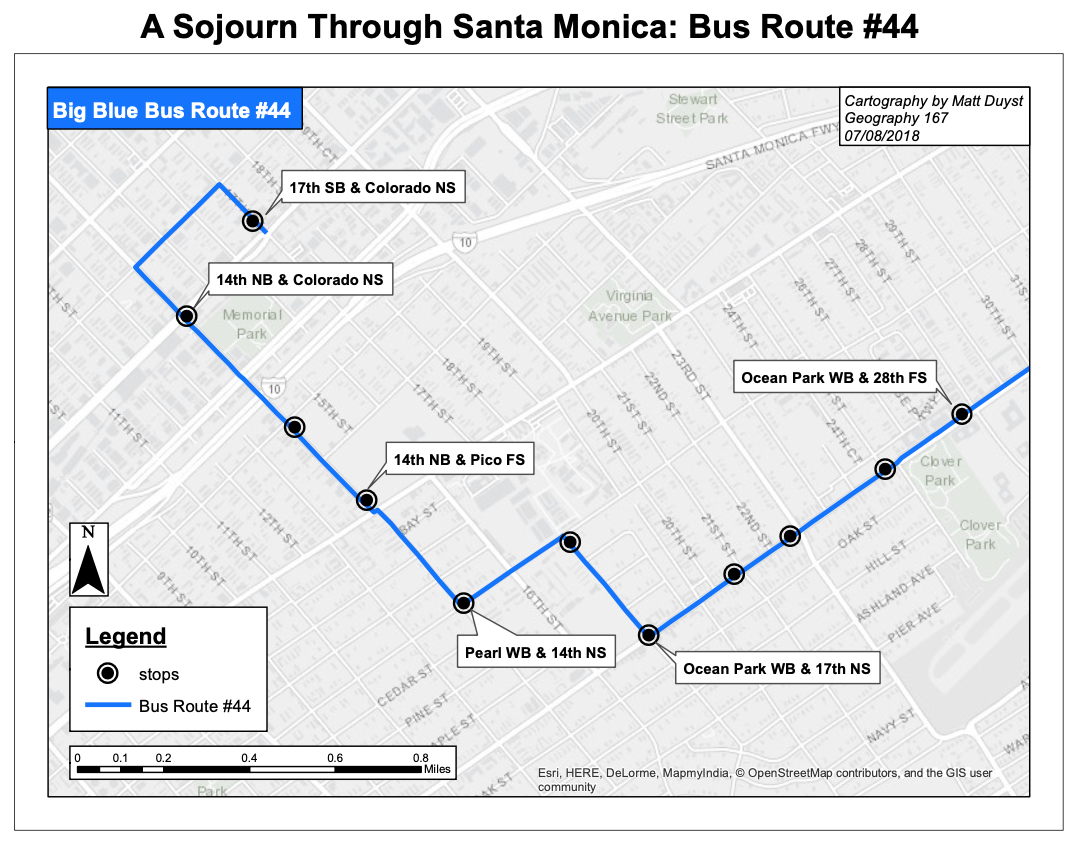 A Sojourn Through Santa Monica: Bus Route #44
Big Blue Bus Route #44
Cartography by Matt Duyst
Geography 167
07/08/2018
Stewart
Street Park
SANTA MONICA FWY
18TH ST
17th SB & Colorado NS
10
14th NB & Colorado NS
Memorial
Park
Virginia
Avenue Park
29TH ST
28TH ST
27TH ST
26TH ST
24TH ST
30TH ST
31ST
10
19TH ST
18TH ST
17TH ST
15TH ST
11TH ST
23RD ST
22ND ST
21ST ST
20TH ST
Ocean Park WB & 28th FS
24TH CT
14th NB & Pico FS
Clover
Park
BAY ST
12TH ST
11TH ST
10TH ST
9TH ST
22ND ST
21ST ST
20TH ST
OAK ST
HILL ST
ASHLAND AVE
PIER AVE
Clover
Park
N
16TH ST
Pearl WB & 14th NS
Ocean Park WB & 17th NS
Legend
stops
Bus Route #44
CEDAR ST
PINE ST
NAVY ST
0 0.1 0.2 0.4 0.6 0.8
Miles
Park
Esri, HERE, DeLorme, MapmyIndia, © OpenStreetMap contributors, and the GIS user
community